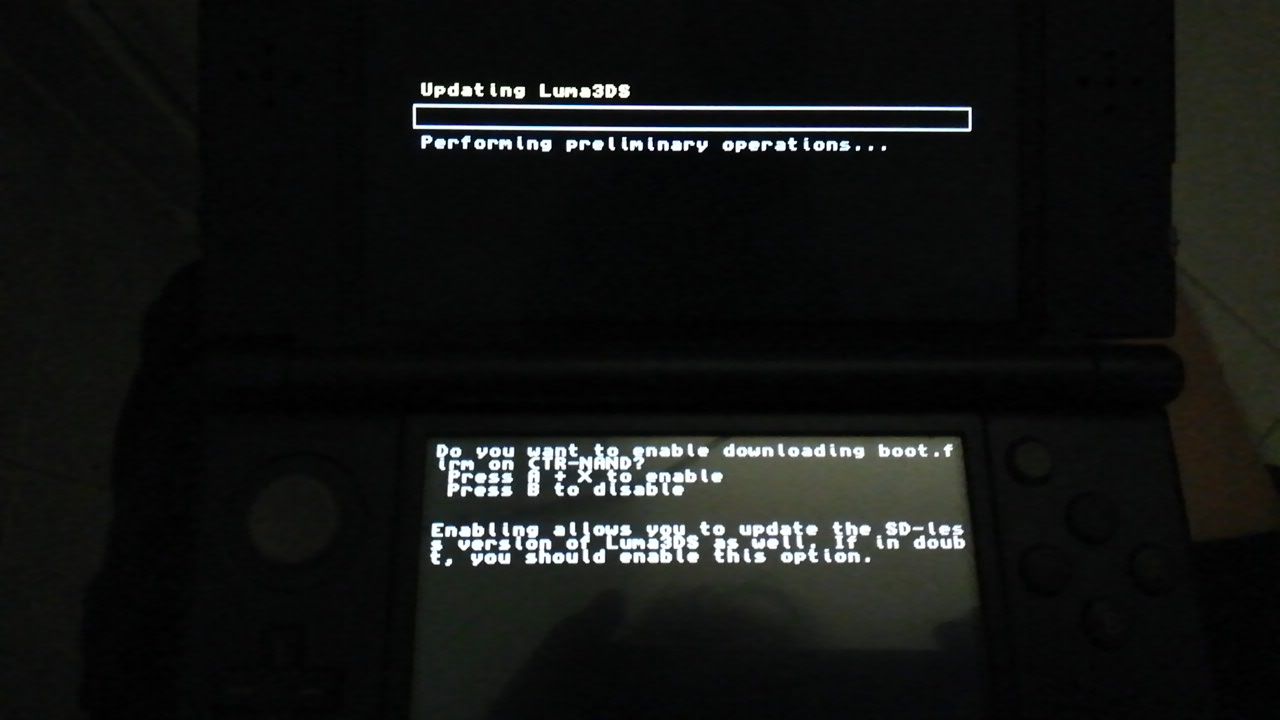 Updating Luma3DS
Performing preliminary operations...
Do you want to enable downloading boot.f
irm on CTR-NAND?
Press A + X to enable
Press B to disable
Enabling allows you to update the SD-les
s version of Luma3DS as well. If in doub
t, you should enable this option.